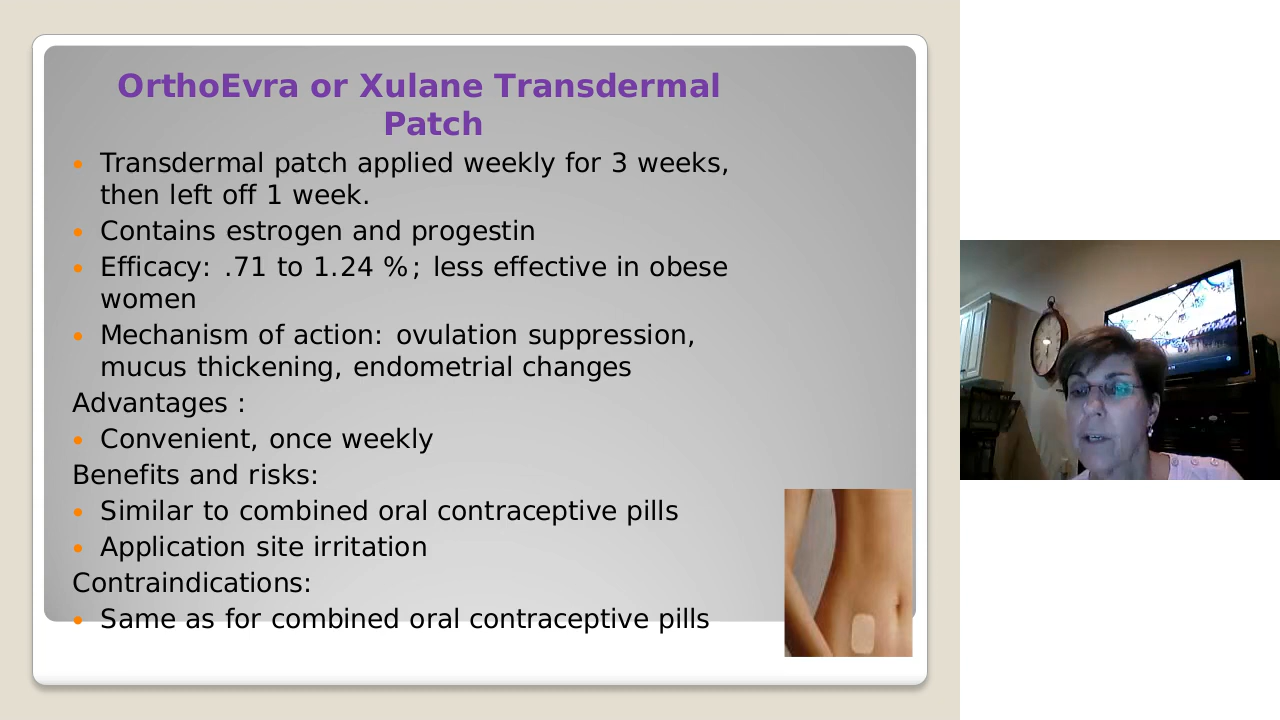 OrthoEvra or Xulane Transdermal
Patch
• Transdermal patch applied weekly for 3 weeks,
then left off 1 week.
• Contains estrogen and progestin
• Efficacy: .71 to 1.24 %; less effective in obese
women
• Mechanism of action: ovulation suppression,
mucus thickening, endometrial changes
Advantages :
• Convenient, once weekly
Benefits and risks:
• Similar to combined oral contraceptive pills
• Application site irritation
Contraindications:
• Same as for combined oral contraceptive pills